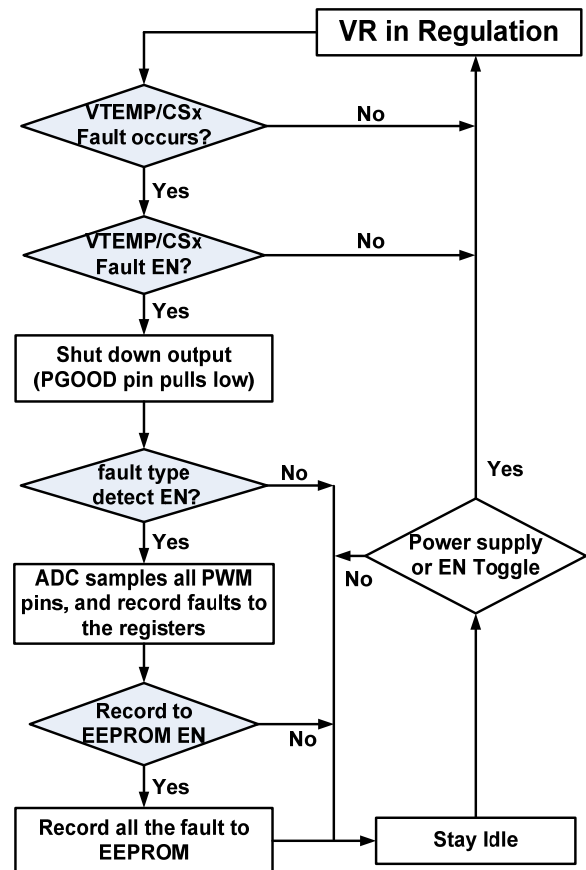 VR in Regulation
VTEMP/CSx
Fault occurs?
No
Yes
VTEMP/CSx
Fault EN?
No
Yes
Shut down output
(PGOOD pin pulls low)
fault type
detect EN?
No
Yes
Yes
Power supply
or EN Toggle
No
ADC samples all PWM
pins, and record faults to
the registers
Record to
EEPROM EN
No
Yes
Record all the fault to
EEPROM
Stay Idle